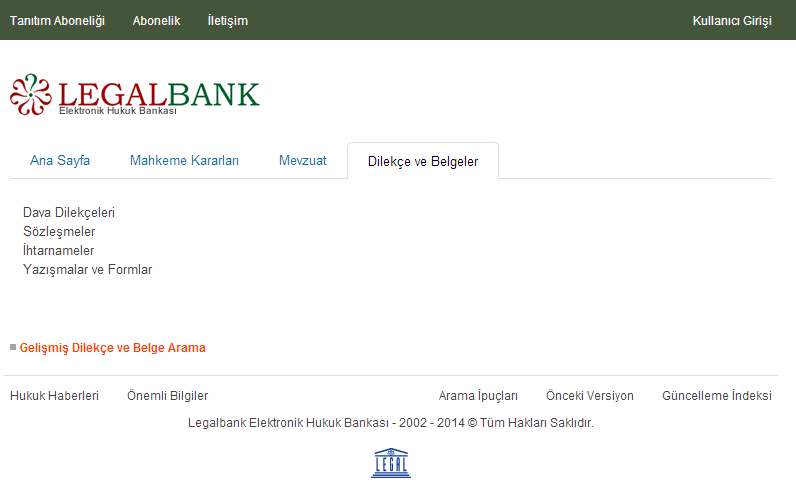 Tanıtım Aboneliği Abonelik İletişim Kullanıcı Girişi
LEGALBANK
Elektronik Hukuk Bankası
Ana Sayfa Mahkeme Kararları Mevzuat Dilekçe ve Belgeler
Dava Dilekçeleri
Sözleşmeler
İhtarnameler
Yazışmalar ve Formlar
Gelişmiş Dilekçe ve Belge Arama
Hukuk Haberleri Önemli Bilgiler Arama İpuçları Önceki Versiyon Güncelleme İndeksi
Legalbank Elektronik Hukuk Bankası - 2002 - 2014 © Tüm Hakları Saklıdır.
LEGAL